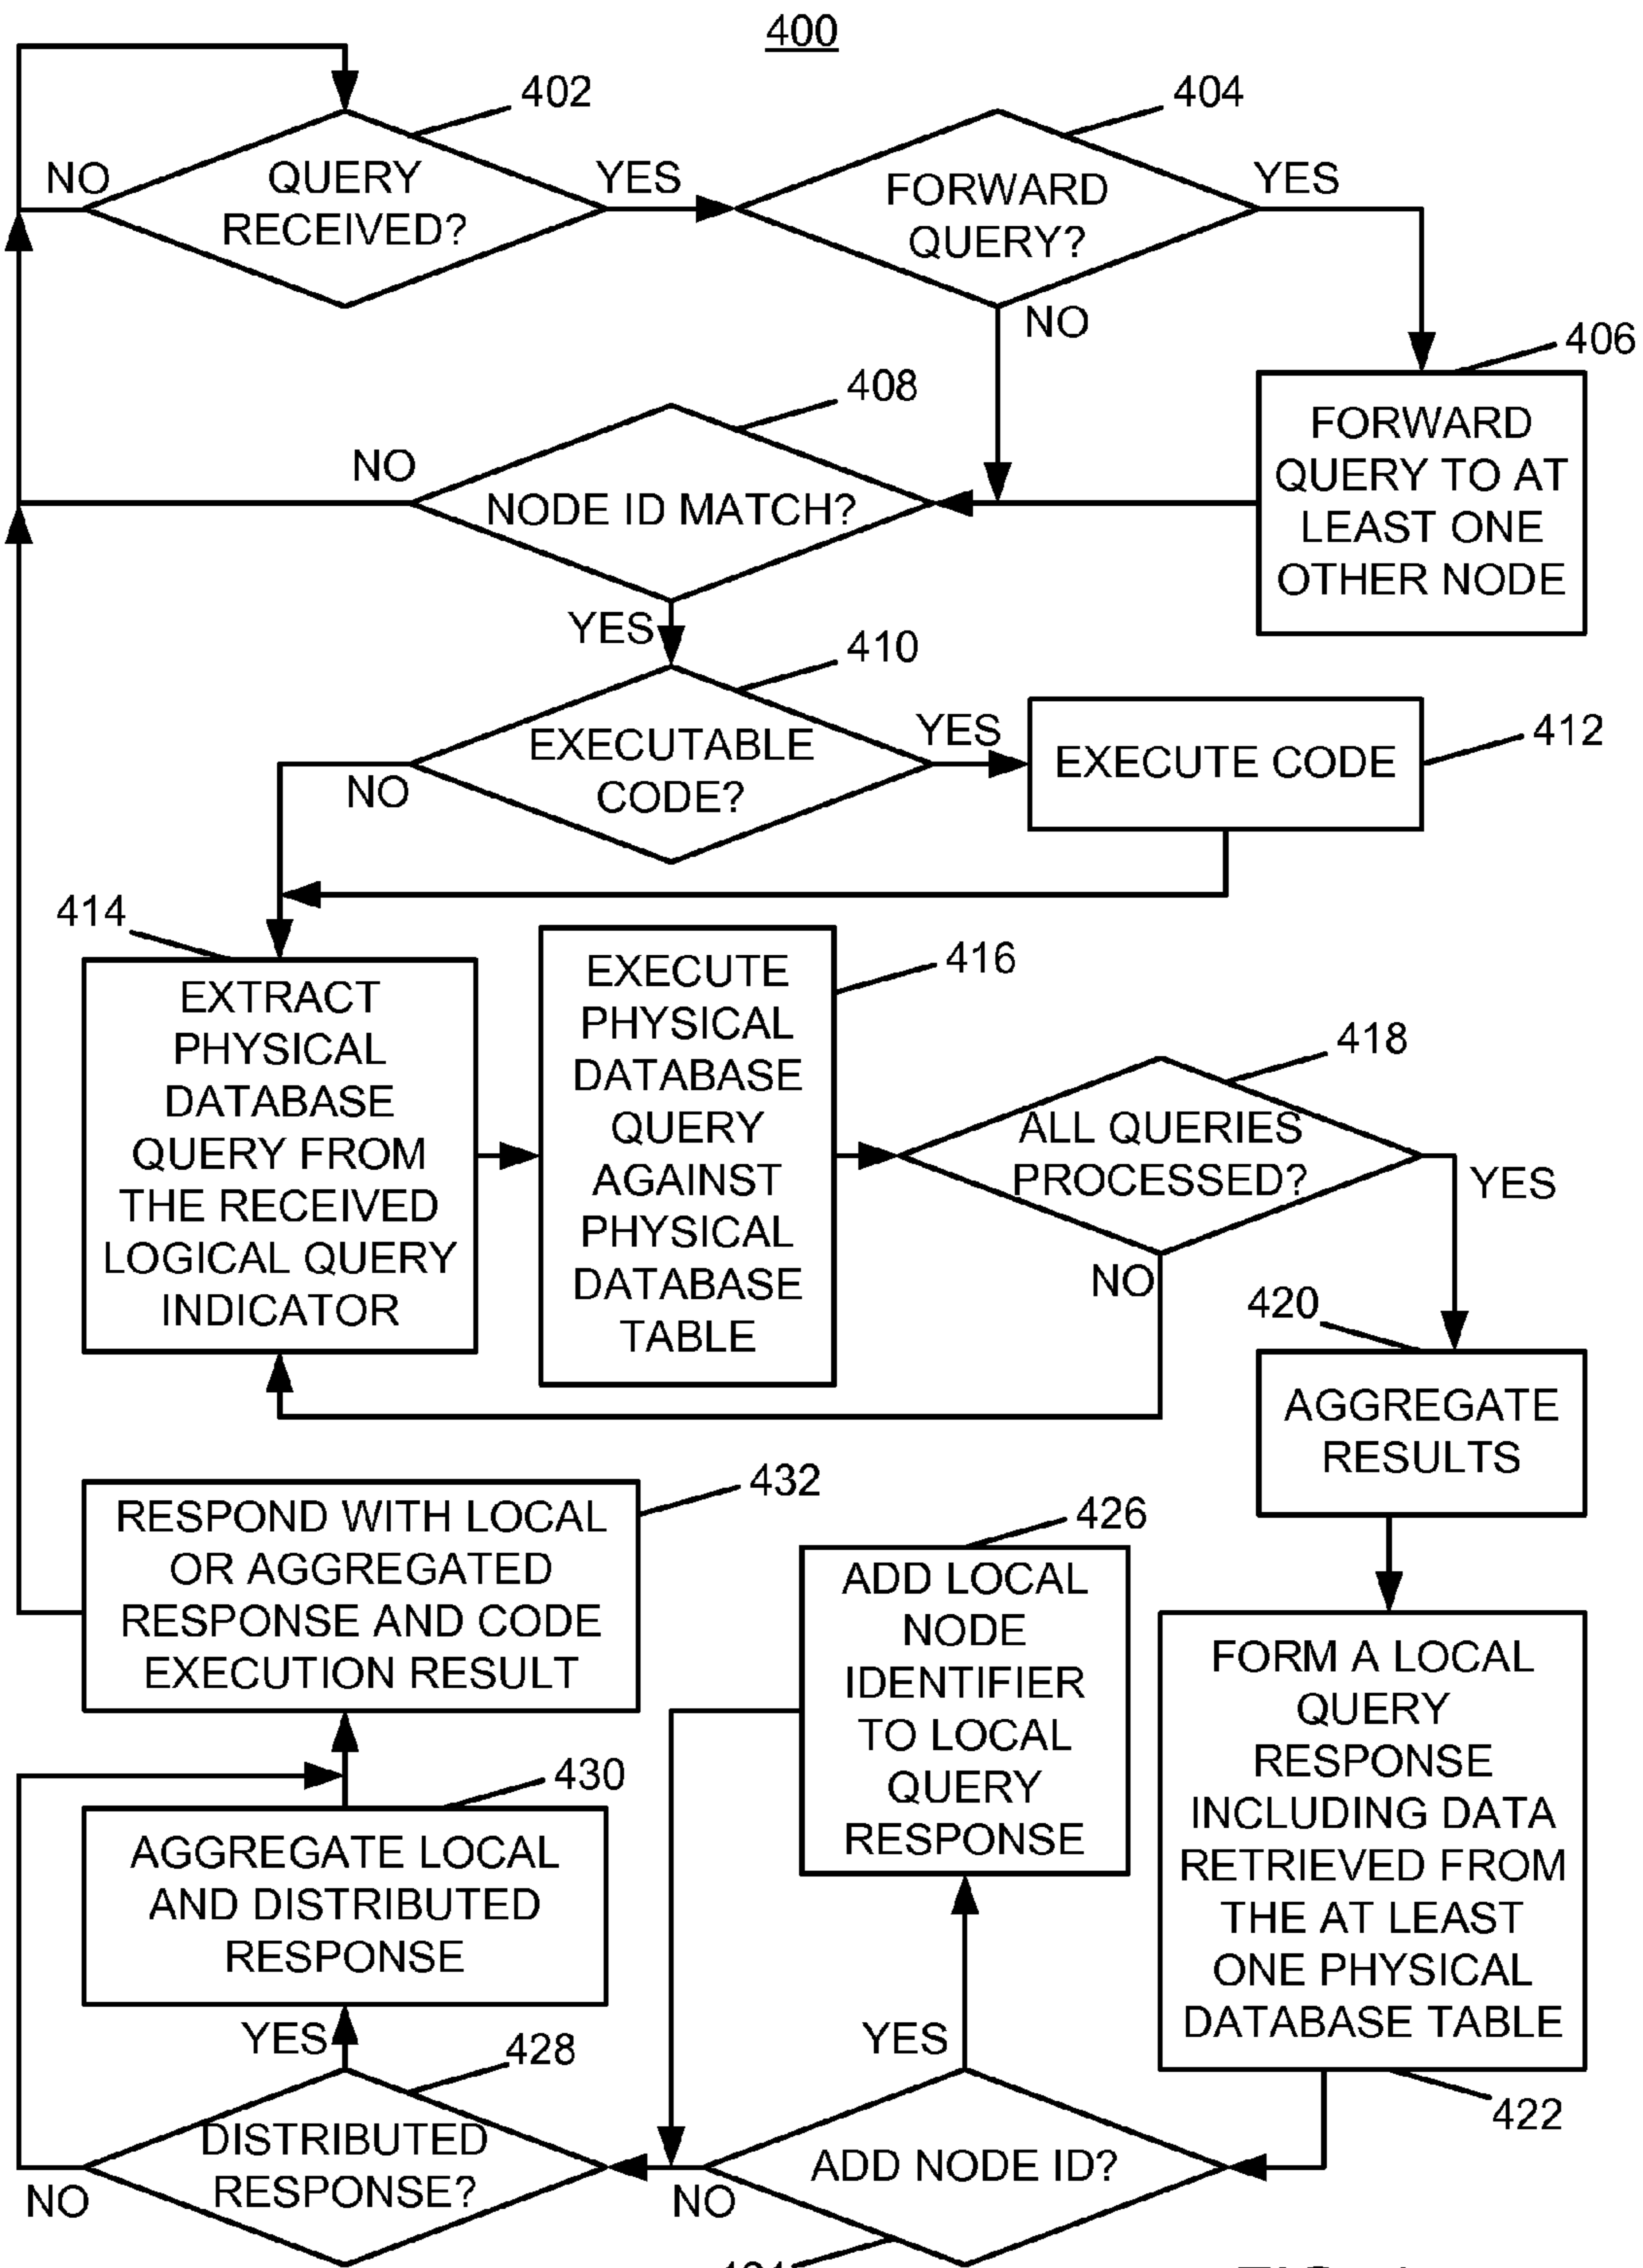 400
402
QUERY
RECEIVED?
NO
YES
404
FORWARD
QUERY?
YES
NO
406
FORWARD
QUERY TO AT
LEAST ONE
OTHER NODE
408
NODE ID MATCH?
NO
YES
410
EXECUTABLE
CODE?
YES
NO
412
EXECUTE CODE
414
EXTRACT
PHYSICAL
DATABASE
QUERY FROM
THE RECEIVED
LOGICAL QUERY
INDICATOR
416
EXECUTE
PHYSICAL
DATABASE
QUERY
AGAINST
PHYSICAL
DATABASE
TABLE
418
ALL QUERIES
PROCESSED?
YES
NO
420
AGGREGATE
RESULTS
FORM A LOCAL
QUERY
RESPONSE
INCLUDING DATA
RETRIEVED FROM
THE AT LEAST
ONE PHYSICAL
DATABASE TABLE
422
ADD NODE ID?
YES
NO
426
ADD LOCAL
NODE
IDENTIFIER
TO LOCAL
QUERY
RESPONSE
428
DISTRIBUTED
RESPONSE?
YES
NO
430
AGGREGATE LOCAL
AND DISTRIBUTED
RESPONSE
432
RESPOND WITH LOCAL
OR AGGREGATED
RESPONSE AND CODE
EXECUTION RESULT